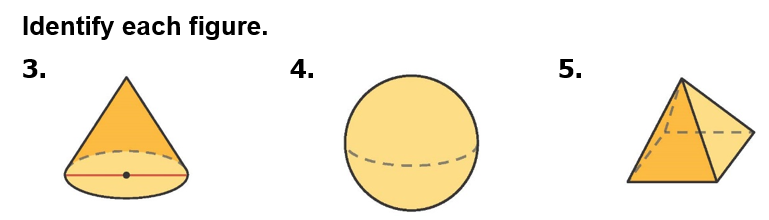 Identify each figure.
3. 4. 5.